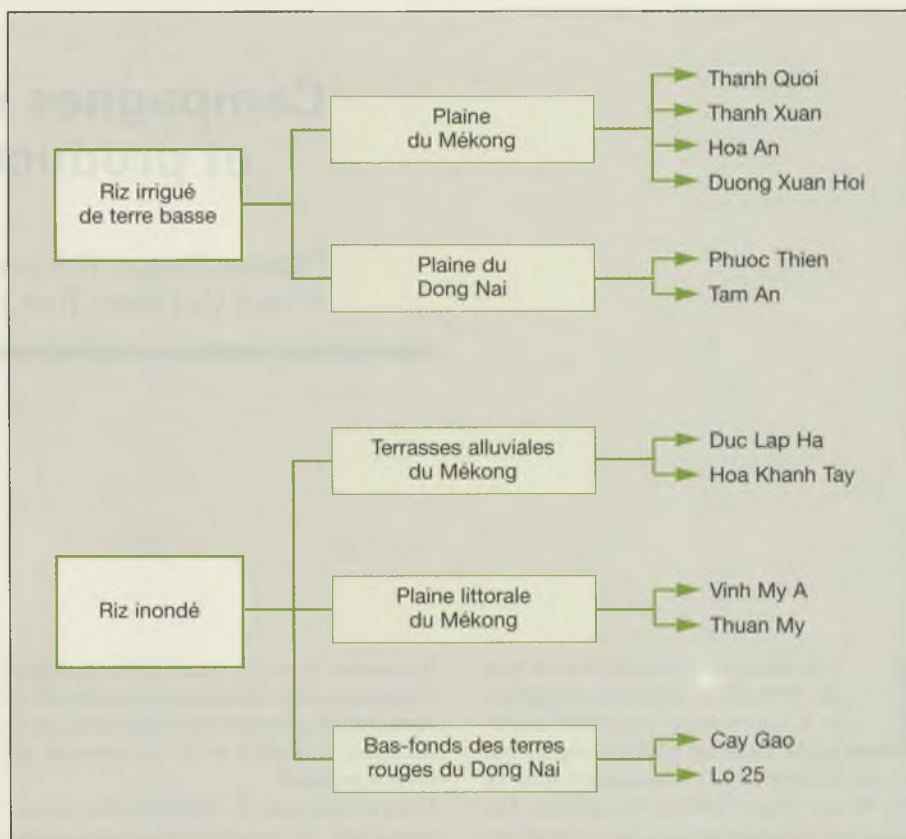 Riz irrigué
de terre basse
Plaine
du Mékong
Thanh Quoi
Thanh Xuan
Hoa An
Duong Xuan Hoi
Plaine du
Dong Nai
Phuoc Thien
Tam An
Riz inondé
Terrasses alluviales
du Mékong
Duc Lap Ha
Hoa Khanh Tay
Plaine littorale
du Mékong
Vinh My A
Thuan My
Bas-fonds des terres
rouges du Dong Nai
Cay Gao
Lo 25